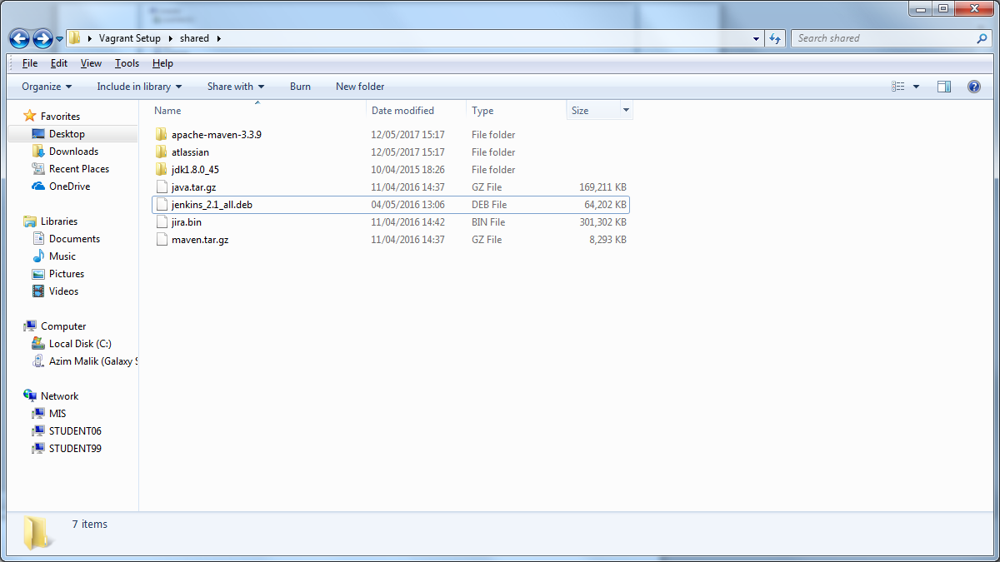 Vagrant Setup shared
Search shared
File Edit View Tools Help
Organize Include in library Share with Burn New folder
Favorites
Desktop
Downloads
Recent Places
OneDrive
Libraries
Documents
Music
Pictures
Videos
Computer
Local Disk (C:)
Azim Malik (Galaxy S
Network
MIS
STUDENT06
STUDENT99
Name Date modified Type Size
apache-maven-3.3.9 12/05/2017 15:17 File folder
atlassian 12/05/2017 15:17 File folder
jdk1.8.0_45 10/04/2015 18:26 File folder
java.tar.gz 11/04/2016 14:37 GZ File 169,211 KB
jenkins_2.1_all.deb 04/05/2016 13:06 DEB File 64,202 KB
jira.bin 11/04/2016 14:42 BIN File 301,302 KB
maven.tar.gz 11/04/2016 14:37 GZ File 8,293 KB
7 items